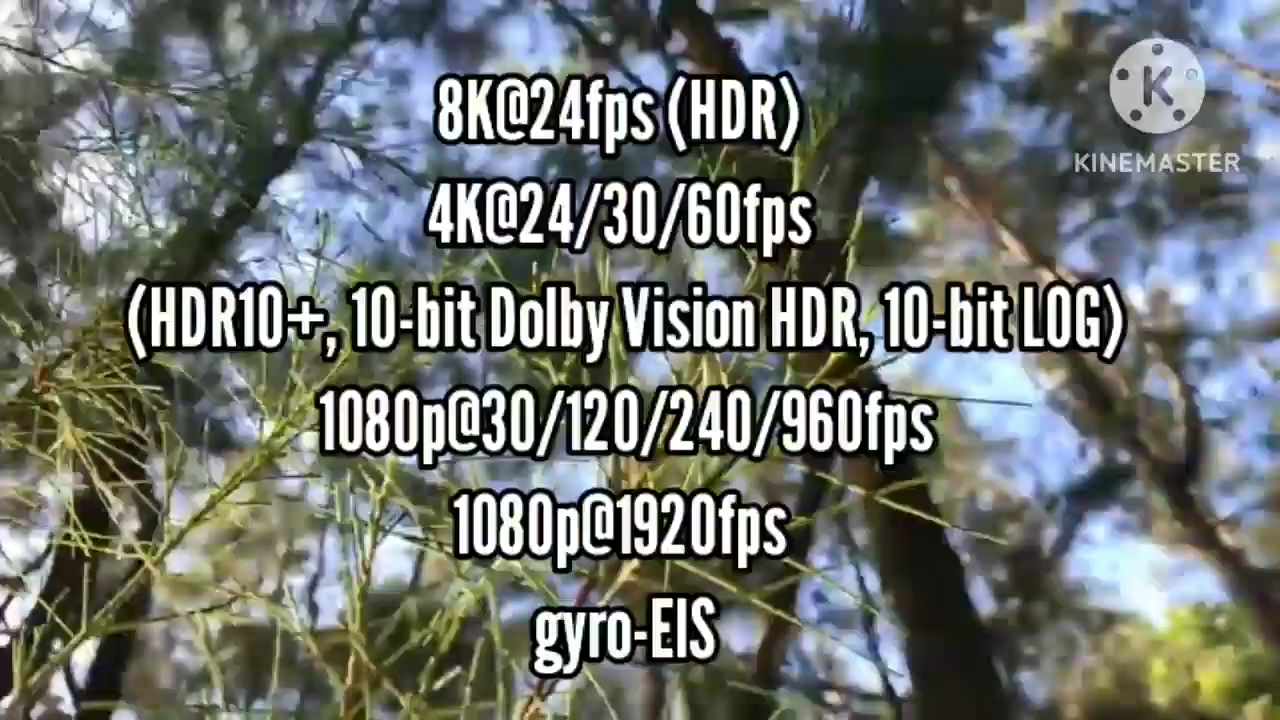 8K@24fps (HDR)
K
KINEMASTER
4K@24/30/60fps
(HDR10+, 10-bit Dolby Vision HDR, 10-bit LOG)
1080p@30/120/240/960fps
1080p@1920fps
gyro-EIS